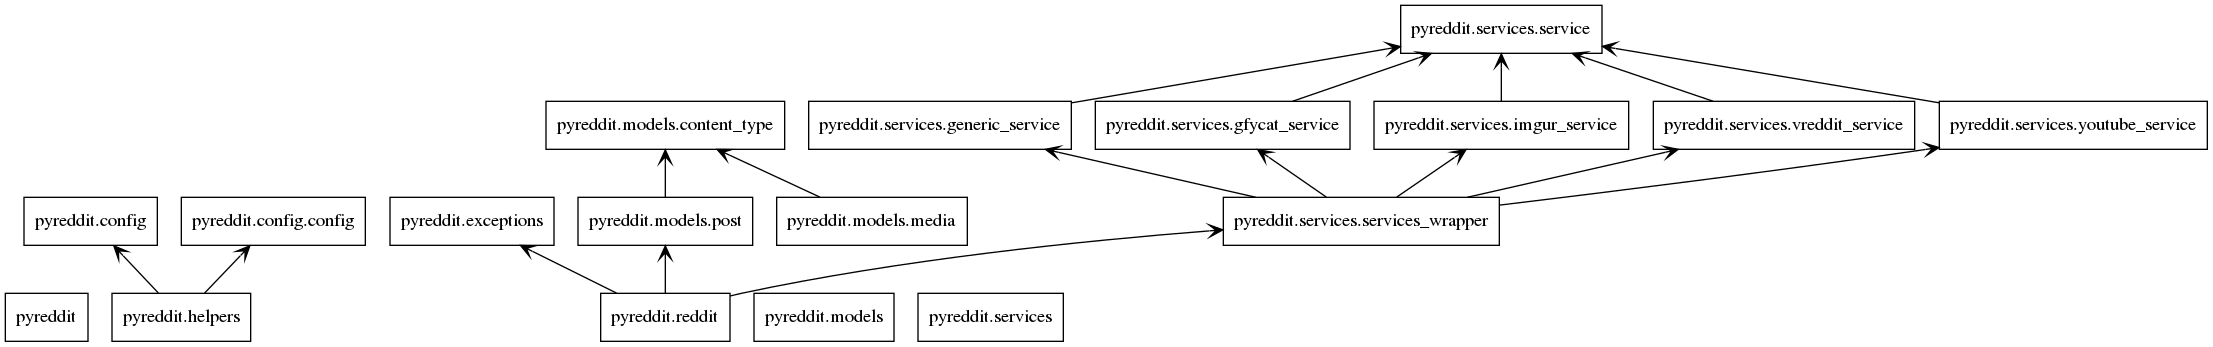 pyreddit.services.service
pyreddit.models.content_type
pyreddit.services.generic_service
pyreddit.services.gfycat_service
pyreddit.services.imgur_service
pyreddit.services.vreddit_service
pyreddit.services.youtube_service
pyreddit.config
pyreddit.config.config
pyreddit.exceptions
pyreddit.models.post
pyreddit.models.media
pyreddit.services.services_wrapper
pyreddit
pyreddit.helpers
pyreddit.reddit
pyreddit.models
pyreddit.services